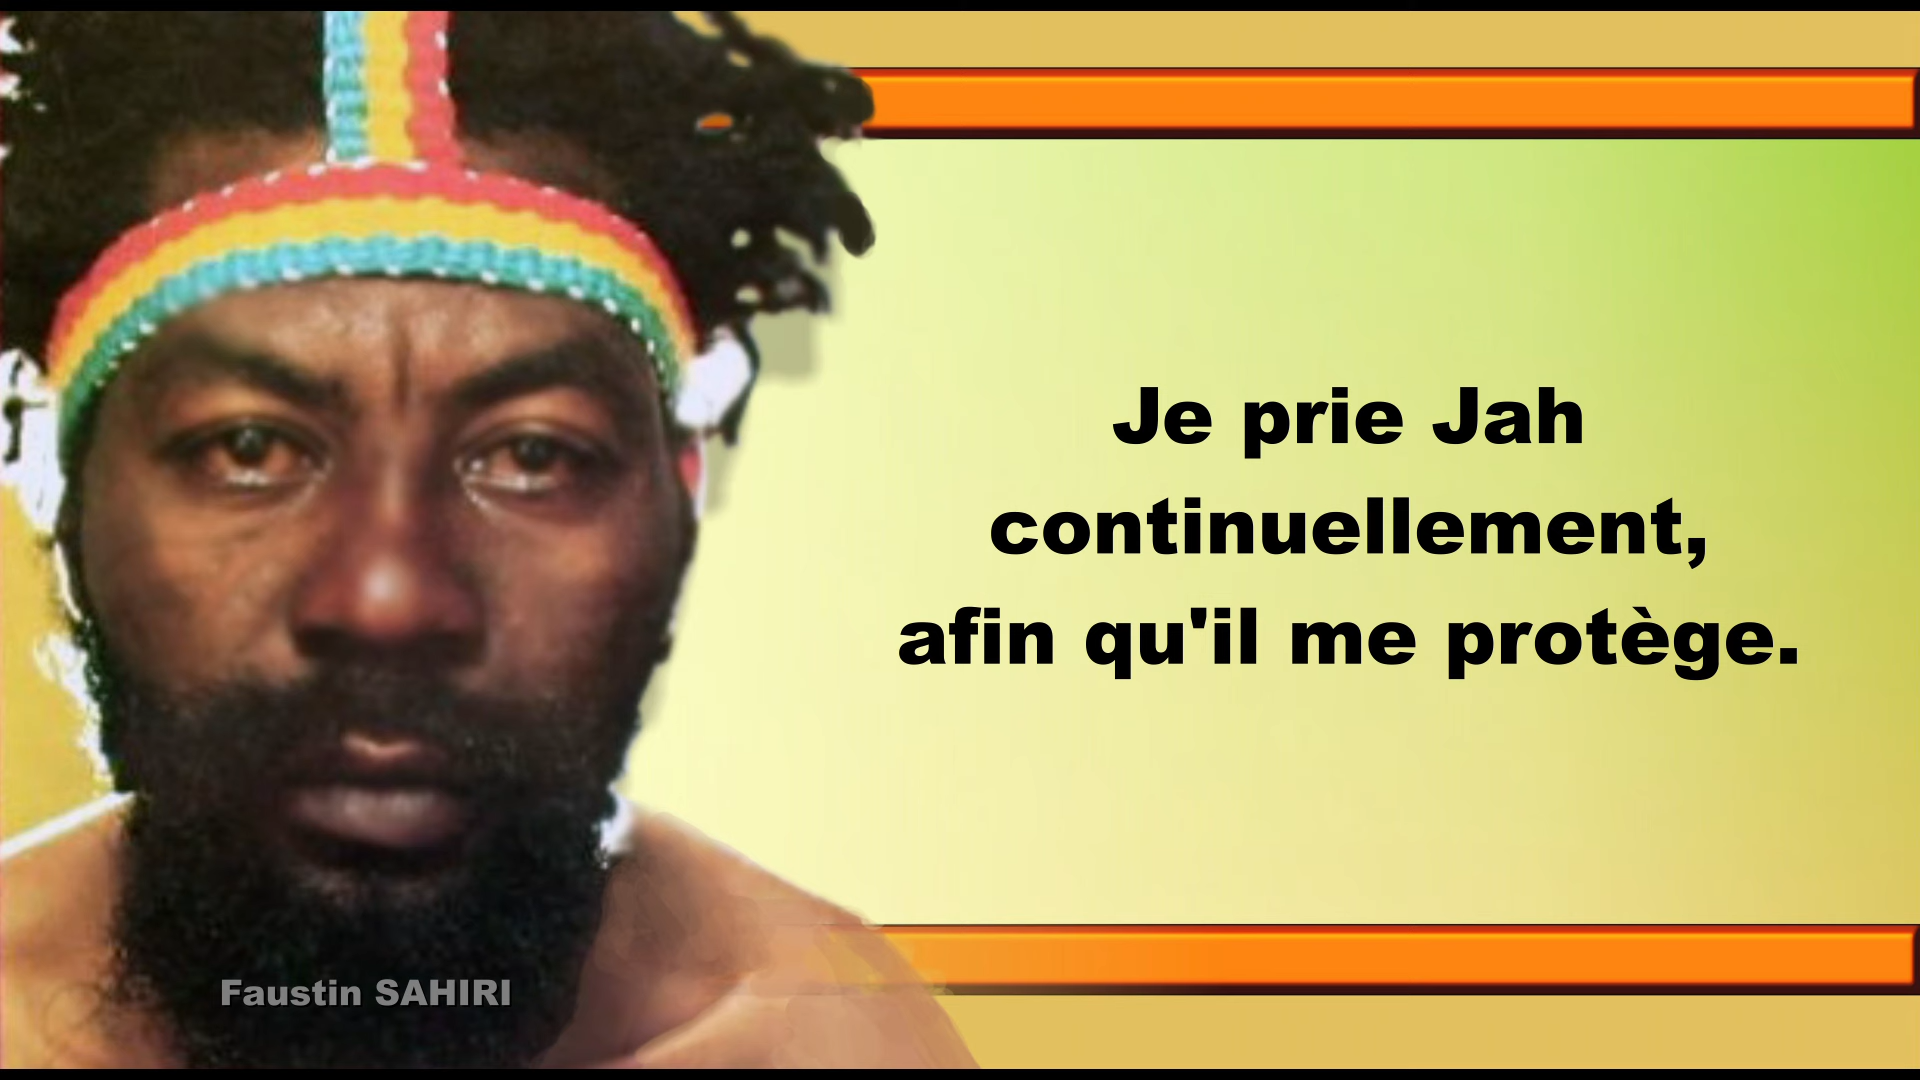 Je prie Jah
continuellement,
afin qu'il me protège.
Faustin SAHIRI